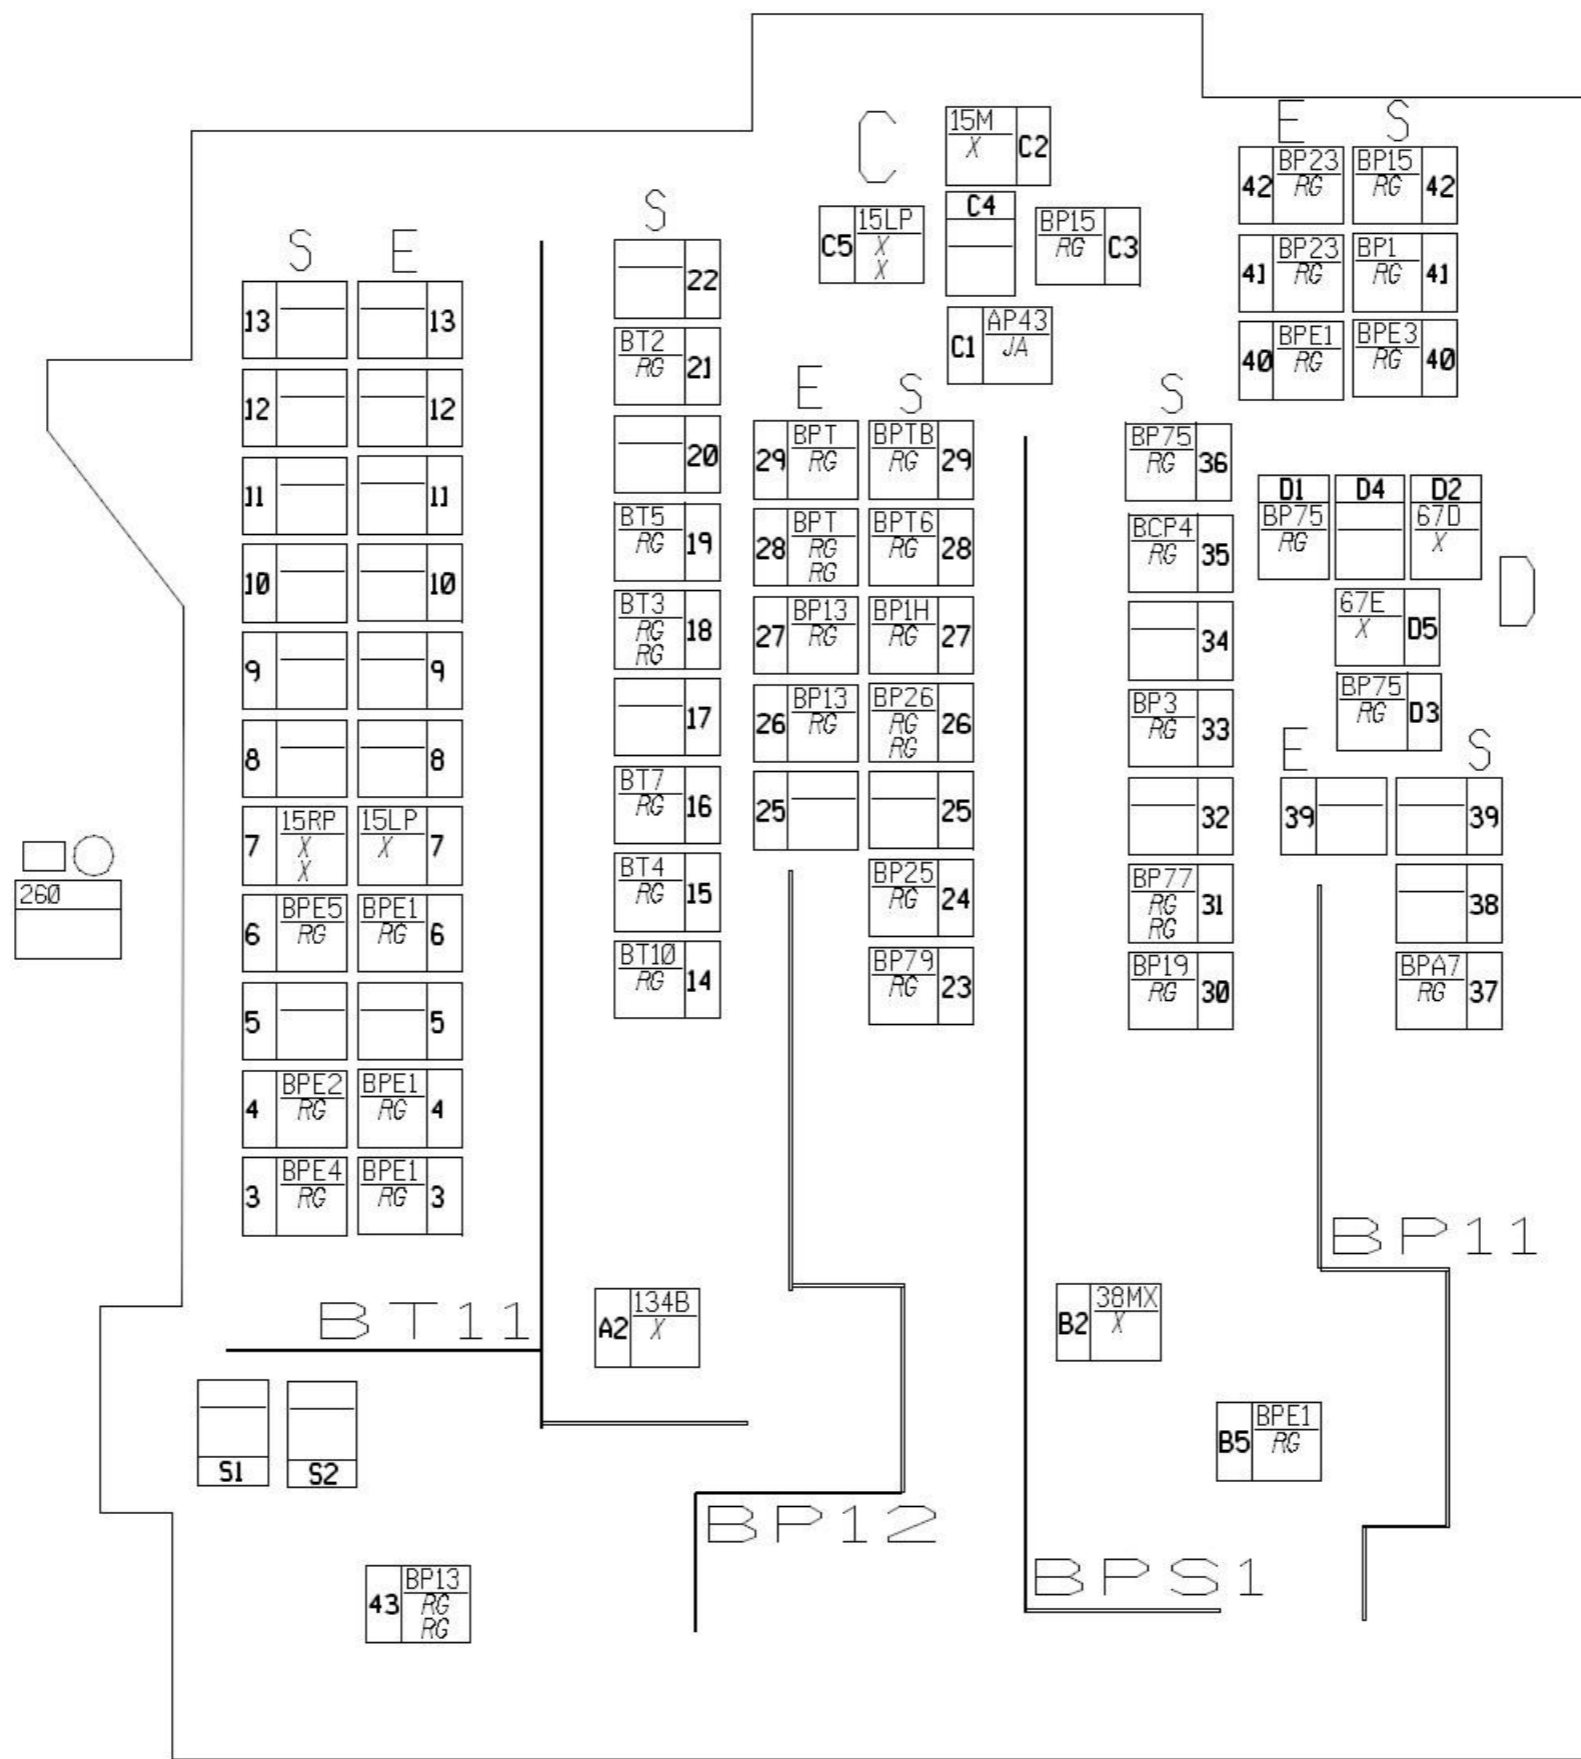 C
15M
X
C2
C4
C5
15LP
X
X
BP15
RG
C3
C1
AP43
JA
E S
42 BP23
RG
BP15 42
RG
41 BP23
RG
BP1 41
RG
40 BPE1
RG
BPE3 40
RG
S E
13 13
12 12
11 11
10 10
9 9
8 8
7 15RP
X
X
15LP 7
X
6 BPE5
RG
BPE1 6
RG
5 5
4 BPE2
RG
BPE1 4
RG
3 BPE4
RG
BPE1 3
RG
260
BT11
S1 S2
43 BP13
RG
RG
S
22
BT2 21
RG
20
BT5 19
RG
BT3 18
RG
RG
17
BT7 16
RG
BT4 15
RG
BT10 14
RG
A2 134B
X
BP12
E S
29 BPT
RG
BPTB 29
RG
28 BPT
RG
RG
BPT6 28
RG
27 BP13
RG
BP1H 27
RG
26 BP13
RG
BP26 26
RG
RG
25 25
BP25 24
RG
BP79 23
RG
S
BP75 36
RG
BCP4 35
RG
34
BP3 33
RG
32
BP77 31
RG
RG
BP19 30
RG
B2 38MX
X
B5 BPE1
RG
BPS1
D1 D4 D2
BP75
RG
67D
X
D
67E D5
X
BP75 D3
RG
E S
39 39
38
BPA7 37
RG
BP11